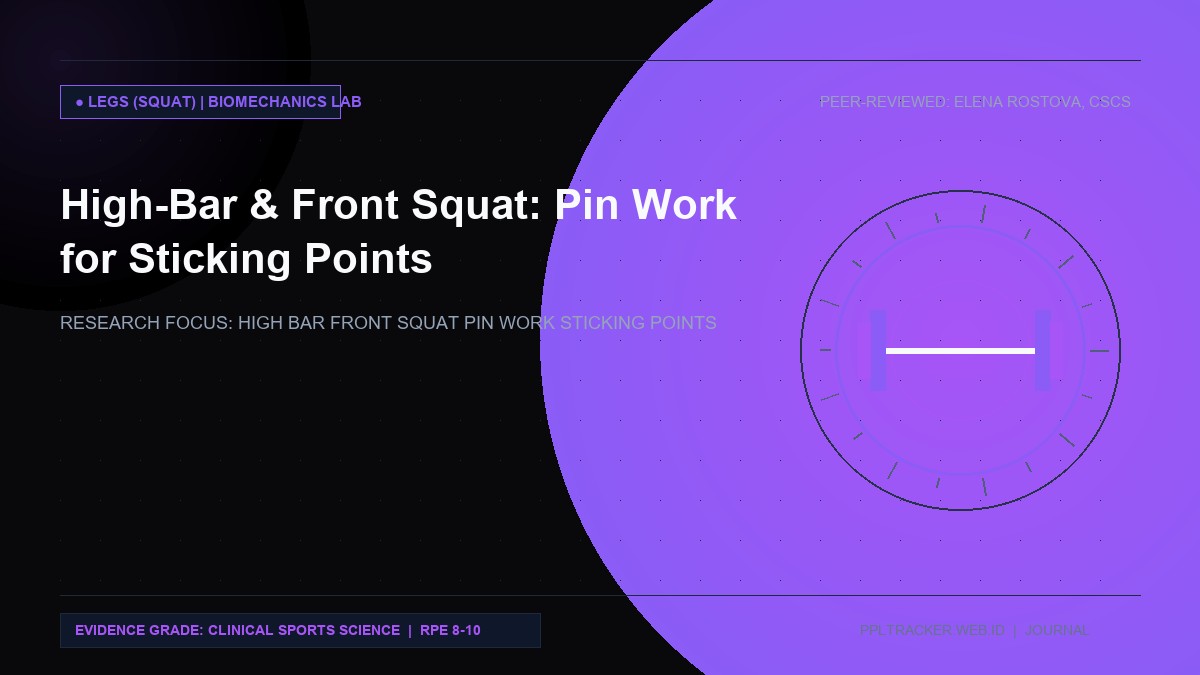 ● LEGS (SQUAT) | BIOMECHANICS LAB
PEER-REVIEWED: ELENA ROSTOVA, CSCS
High-Bar & Front Squat: Pin Work
for Sticking Points
RESEARCH FOCUS: HIGH BAR FRONT SQUAT PIN WORK STICKING POINTS
EVIDENCE GRADE: CLINICAL SPORTS SCIENCE | RPE 8-10
PPLTRACKER WEB ID | JOURNAL